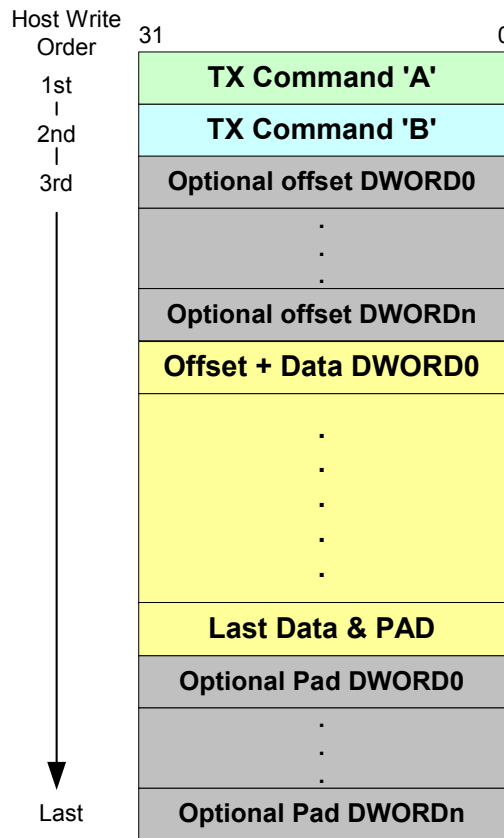 Host Write
Order
31 0
1st
TX Command 'A'
2nd
TX Command 'B'
3rd
Optional offset DWORD0
.
.
.
Optional offset DWORDn
Offset + Data DWORD0
.
.
.
.
.
Last Data & PAD
Optional Pad DWORD0
.
.
.
Last
Optional Pad DWORDn